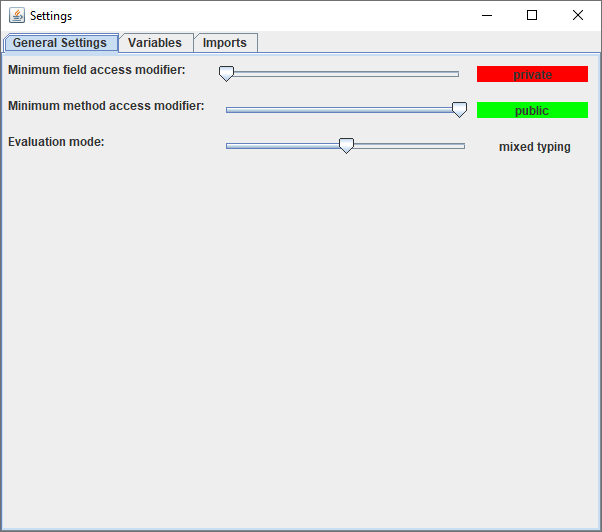 Settings
General Settings Variables Imports
Minimum field access modifier: private
Minimum method access modifier: public
Evaluation mode: mixed typing